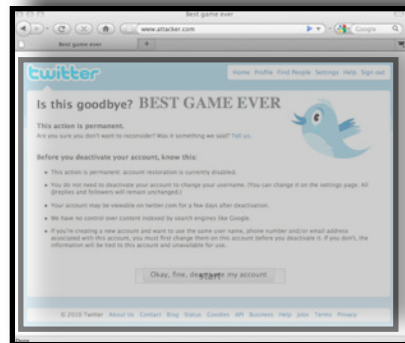 Best game ever
www.attacker.com
Google
Best game ever
twitter
Home Profile Find People Settings Help Sign out
Is this goodbye? BEST GAME EVER
This action is permanent.
Are you sure you don't want to reconsider? Was it something we said? Tell us.
Before you deactivate your account, know this:
This action is permanent: account restoration is currently disabled.
You do not need to deactivate your account to change your username. (You can change it on the settings page. All
@replies and followers will remain unchanged.)
Your account may be viewable on twitter.com for a few days after deactivation.
We have no control over content indexed by search engines like Google.
If you're creating a new account and want to use the same user name, phone number and/or email address
associated with this account, you must first change them on this account before you deactivate it. If you don't, the
information will be tied to this account and unavailable for use.
Okay, fine, deactivate my account
start
© 2010 Twitter About Us Contact Blog Status Goodies API Business Help Jobs Terms Privacy
Done